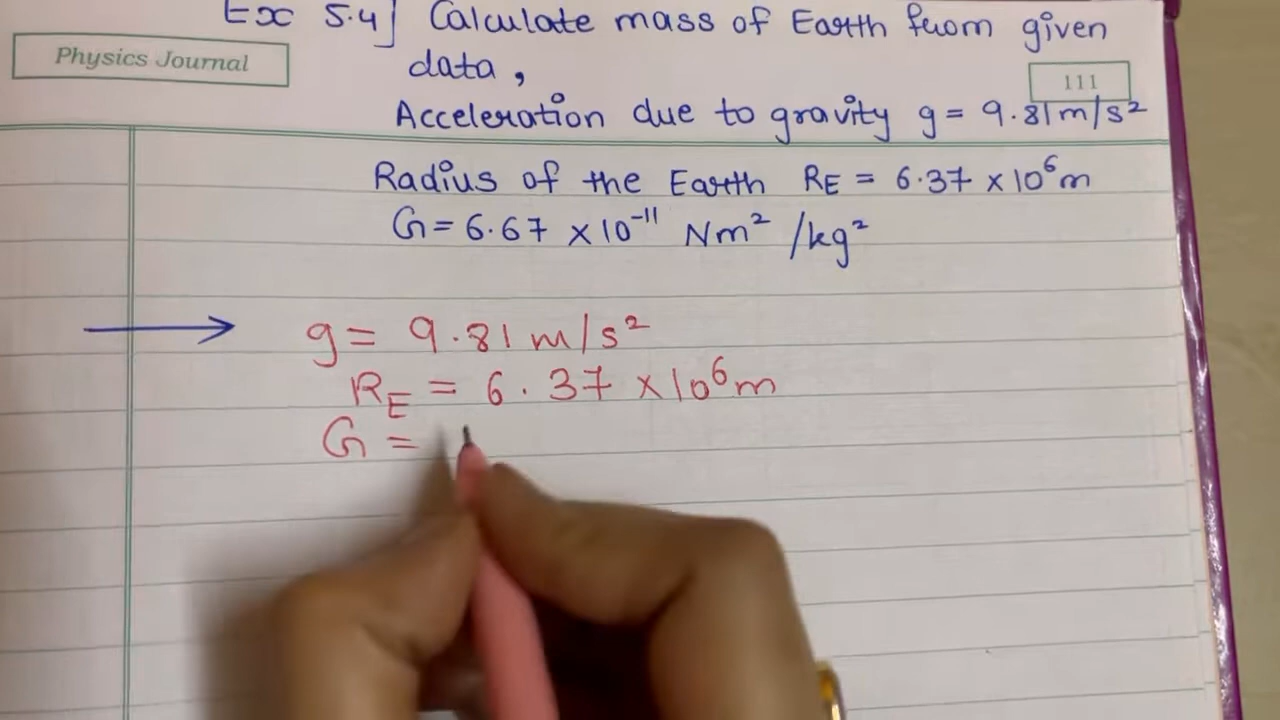 Ex 5.4] Calculate mass of Earth from given
Physics Journal
data,
111
Acceleration due to gravity g = 9.81 m/s²
Radius of the Earth RE = 6.37 × 10⁶ m
G = 6.67 × 10⁻¹¹ Nm² /kg²
g = 9.81 m/s²
RE = 6.37 × 10⁶ m
G =